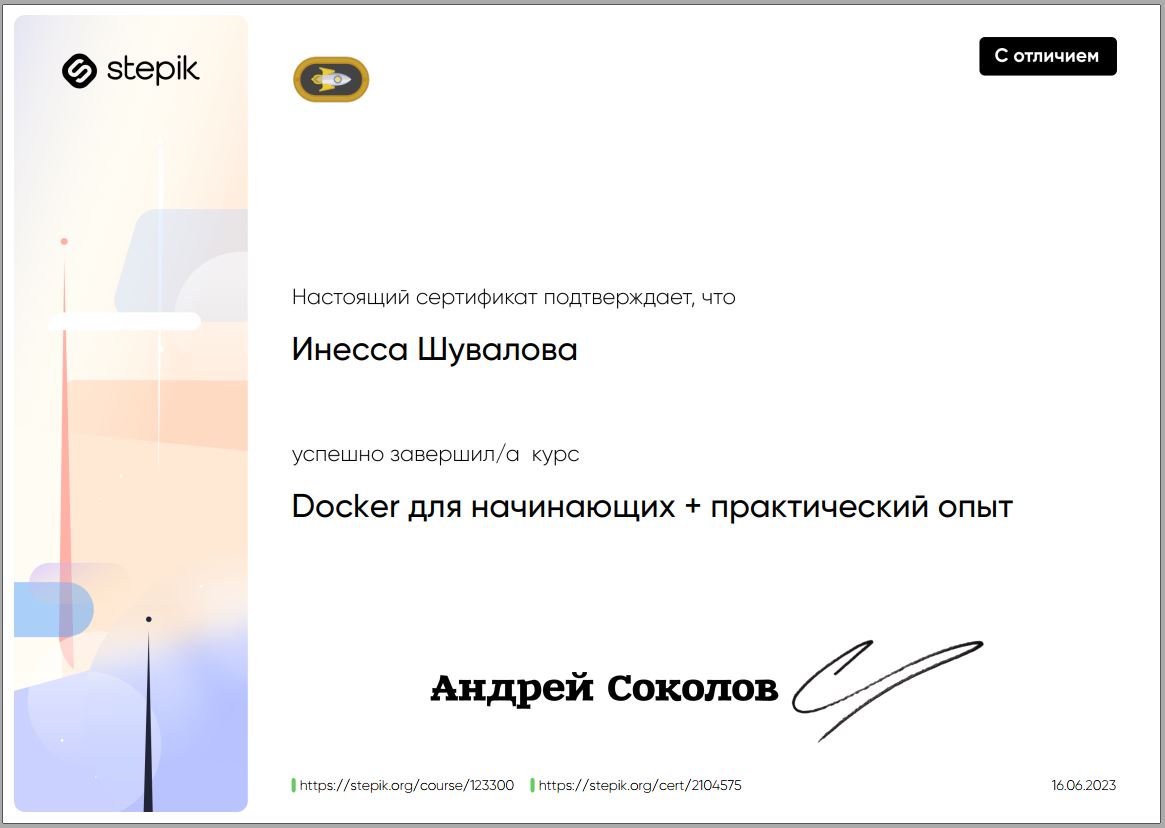 stepik
С отличием
Настоящий сертификат подтверждает, что
Инесса Шувалова
успешно завершил/а курс
Docker для начинающих + практический опыт
Андрей Соколов
https://stepik.org/course/123300 https://stepik.org/cert/2104575 16.06.2023